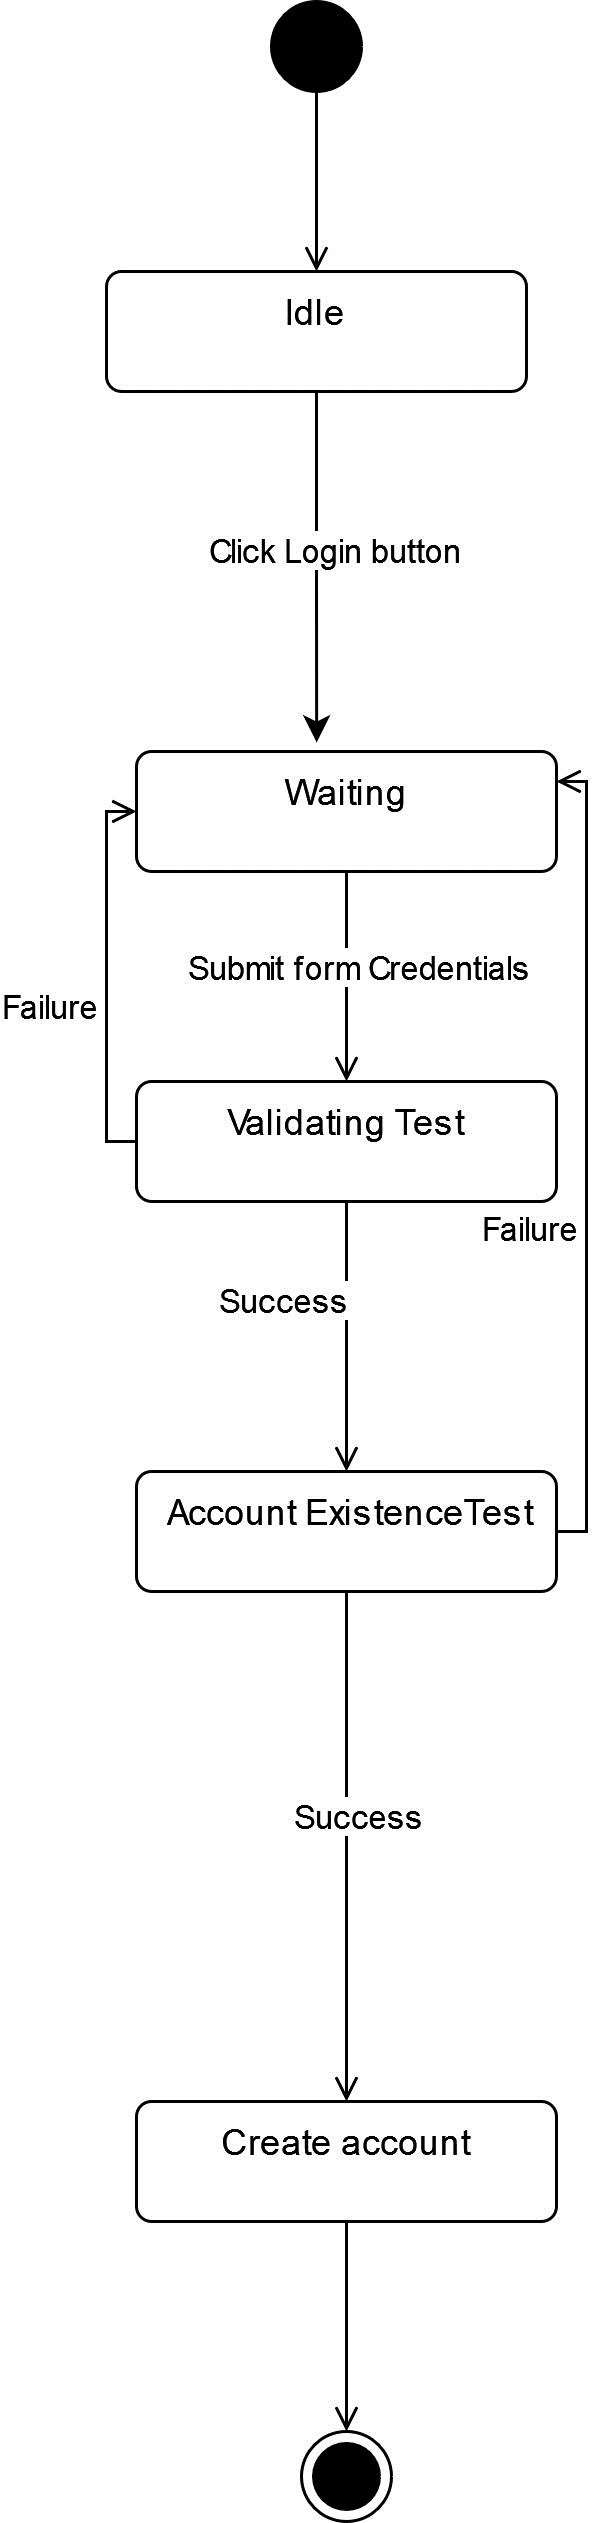 Idle
Click Login button
Waiting
Submit form Credentials
Failure
Validating Test
Failure
Success
Account ExistenceTest
Success
Create account